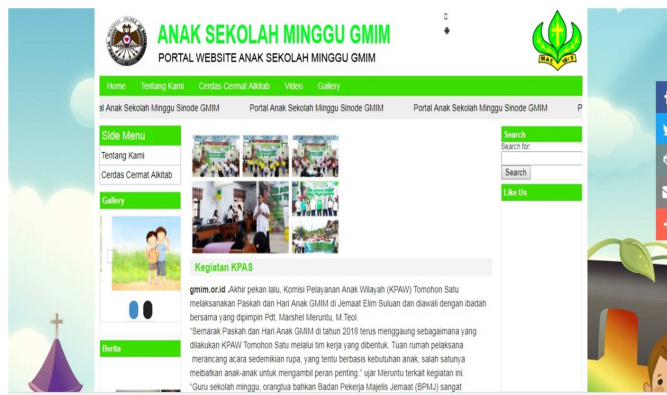 ANAK SEKOLAH MINGGU GMIM
PORTAL WEBSITE ANAK SEKOLAH MINGGU GMIM
Home Tentang Kami Cerdas Cermat Alkitab Video Gallery
al Anak Sekolah Minggu Sinode GMIM Portal Anak Sekolah Minggu Sinode GMIM Portal Anak Sekolah Minggu Sinode GMIM P
Side Menu
Tentang Kami
Cerdas Cermat Alkitab
Gallery
Berita
Kegiatan KPAS
gmim.or.id .Akhir pekan lalu, Komisi Pelayanan Anak Wilayah (KPAW) Tomohon Satu
melaksanakan Paskah dan Hari Anak GMIM di Jemaat Elim Suluan dan diawali dengan ibadah
bersama yang dipimpin Pdt. Marshel Meruntu, M.Teol.
"Semarak Paskah dan Hari Anak GMIM di tahun 2018 terus menggaung sebagaimana yang
dilakukan KPAW Tomohon Satu melalui tim kerja yang dibentuk. Tuan rumah pelaksana
merancang acara sedemikian rupa, yang tentu berbasis kebutuhan anak, salah satunya
meibatkan anak-anak untuk mengambil peran penting." ujar Meruntu terkait kegiatan ini.
"Guru sekolah minggu, orangtua bahkan Badan Pekerja Majelis Jemaat (BPMJ) sangat
Search
Search for:
Search
Like Us